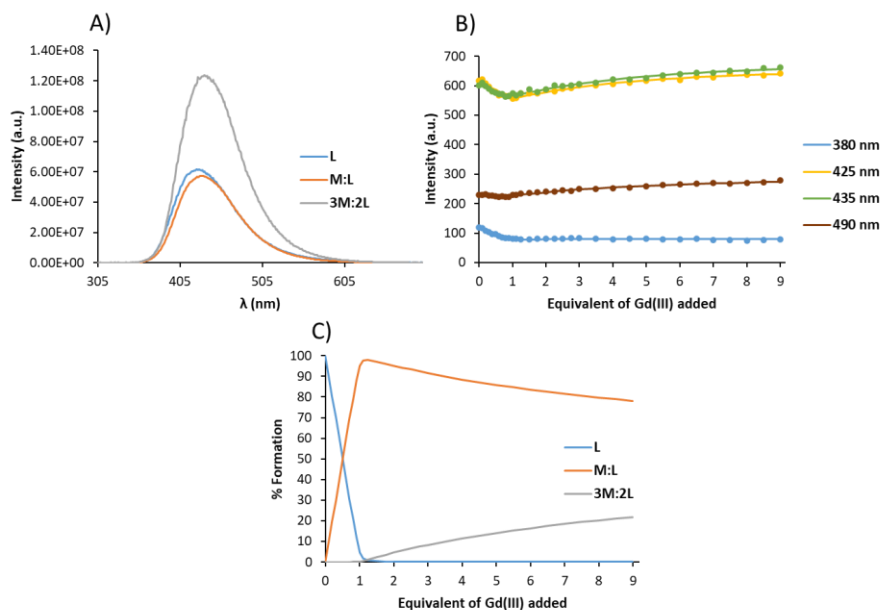 A)
1.40E+08
1.20E+08
1.00E+08
8.00E+07
6.00E+07
4.00E+07
2.00E+07
0.00E+00
Intensity (a.u.)
305 405 505 605
λ (nm)
L
M:L
3M:2L
B)
700
600
500
400
300
200
100
0
Intensity (a.u.)
0 1 2 3 4 5 6 7 8 9
Equivalent of Gd(III) added
380 nm
425 nm
435 nm
490 nm
C)
100
90
80
70
60
50
40
30
20
10
0
% Formation
0 1 2 3 4 5 6 7 8 9
Equivalent of Gd(III) added
L
M:L
3M:2L